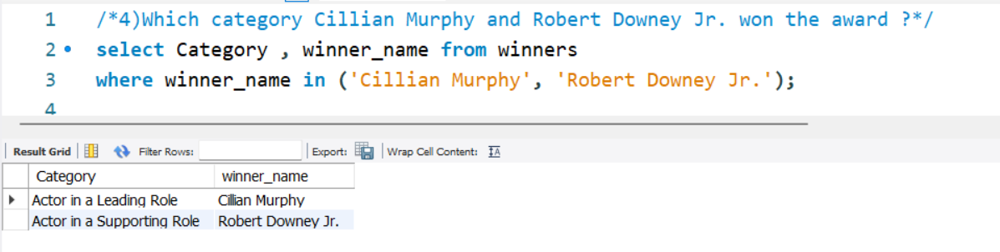 1 /*4)Which category Cillian Murphy and Robert Downey Jr. won the award ?*/
2 select Category , winner_name from winners
3 where winner_name in ('Cillian Murphy', 'Robert Downey Jr.');
4
Result Grid Filter Rows: Export: Wrap Cell Content:
Category winner_name
Actor in a Leading Role Cillian Murphy
Actor in a Supporting Role Robert Downey Jr.